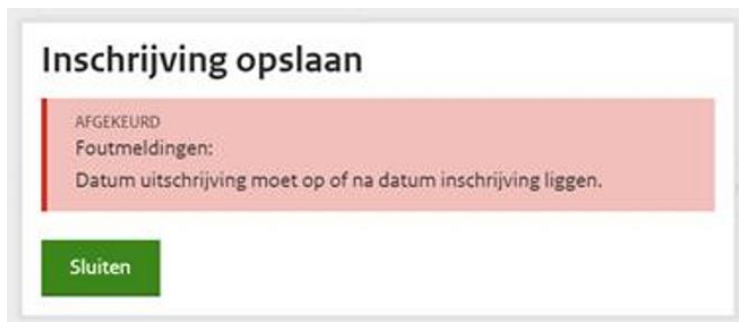 Inschrijving opslaan
AFGEKEURD
Foutmeldingen:
Datum uitschrijving moet op of na datum inschrijving liggen.
Sluiten